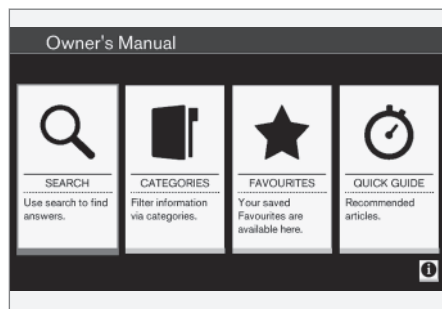 Owner's Manual
SEARCH
Use search to find
answers.
CATEGORIES
Filter information
via categories.
FAVOURITES
Your saved
Favourites are
available here.
QUICK GUIDE
Recommended
articles.
i